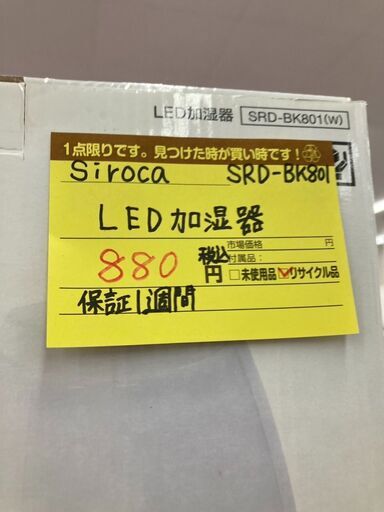 LED加湿器 SRD-BK801(W)
1点限りです。見つけた時が買い時です!
siroca SRD-BK801
LED加湿器
市場価格 円
880 税込 付属品:
円 □未使用品 □リサイクル品
保証1週間